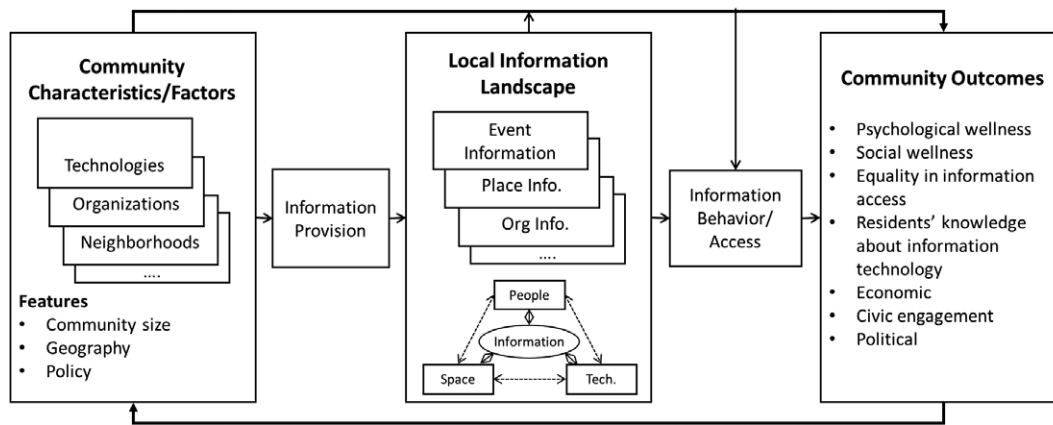 Community
Characteristics/Factors
Technologies
Organizations
Neighborhoods
....
Features
• Community size
• Geography
• Policy
Information
Provision
Local Information
Landscape
Event
Information
Place Info.
Org Info.
....
People
Information
Space
Tech.
Information
Behavior/
Access
Community Outcomes
• Psychological wellness
• Social wellness
• Equality in information
access
• Residents’ knowledge
about information
technology
• Economic
• Civic engagement
• Political